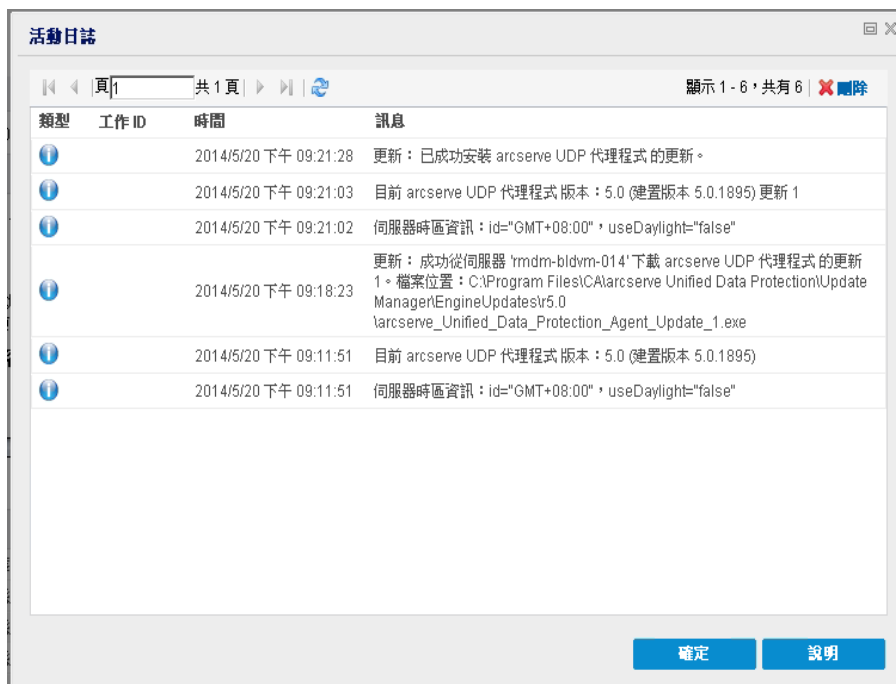 活動日誌
頁1 共 1 頁 顯示 1 - 6，共有 6 刪除
類型 工作 ID 時間 訊息
2014/5/20 下午 09:21:28 更新： 已成功安裝 arcserve UDP 代理程式 的更新。
2014/5/20 下午 09:21:03 目前 arcserve UDP 代理程式 版本：5.0 (建置版本 5.0.1895) 更新 1
2014/5/20 下午 09:21:02 伺服器時區資訊：id="GMT+08:00"，useDaylight="false"
2014/5/20 下午 09:18:23 更新： 成功從伺服器 'rmdm-bldvm-014'下載 arcserve UDP 代理程式 的更新
1。檔案位置：C:\Program Files\CA\arcserve Unified Data Protection\Update
Manager\EngineUpdates\r5.0
\arcserve_Unified_Data_Protection_Agent_Update_1.exe
2014/5/20 下午 09:11:51 目前 arcserve UDP 代理程式 版本：5.0 (建置版本 5.0.1895)
2014/5/20 下午 09:11:51 伺服器時區資訊：id="GMT+08:00"，useDaylight="false"
確定 說明